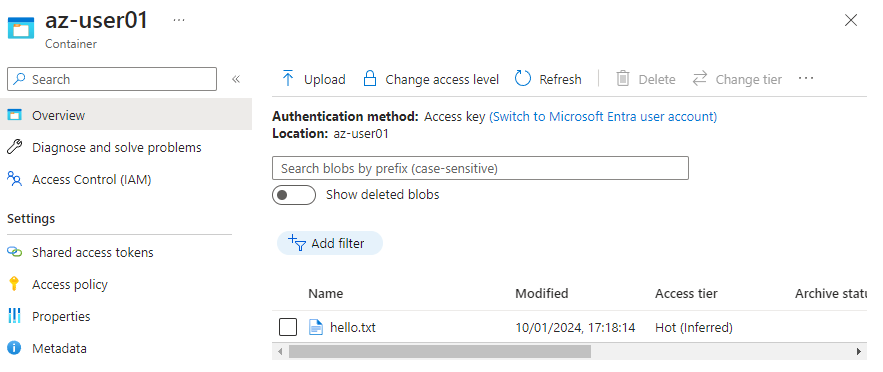 az-user01 ...
Container
Search
«
Overview
Diagnose and solve problems
Access Control (IAM)
Settings
Shared access tokens
Access policy
Properties
Metadata
Upload Change access level Refresh Delete Change tier ...
Authentication method: Access key (Switch to Microsoft Entra user account)
Location: az-user01
Search blobs by prefix (case-sensitive)
Show deleted blobs
Add filter
Name Modified Access tier Archive statu
hello.txt 10/01/2024, 17:18:14 Hot (Inferred)